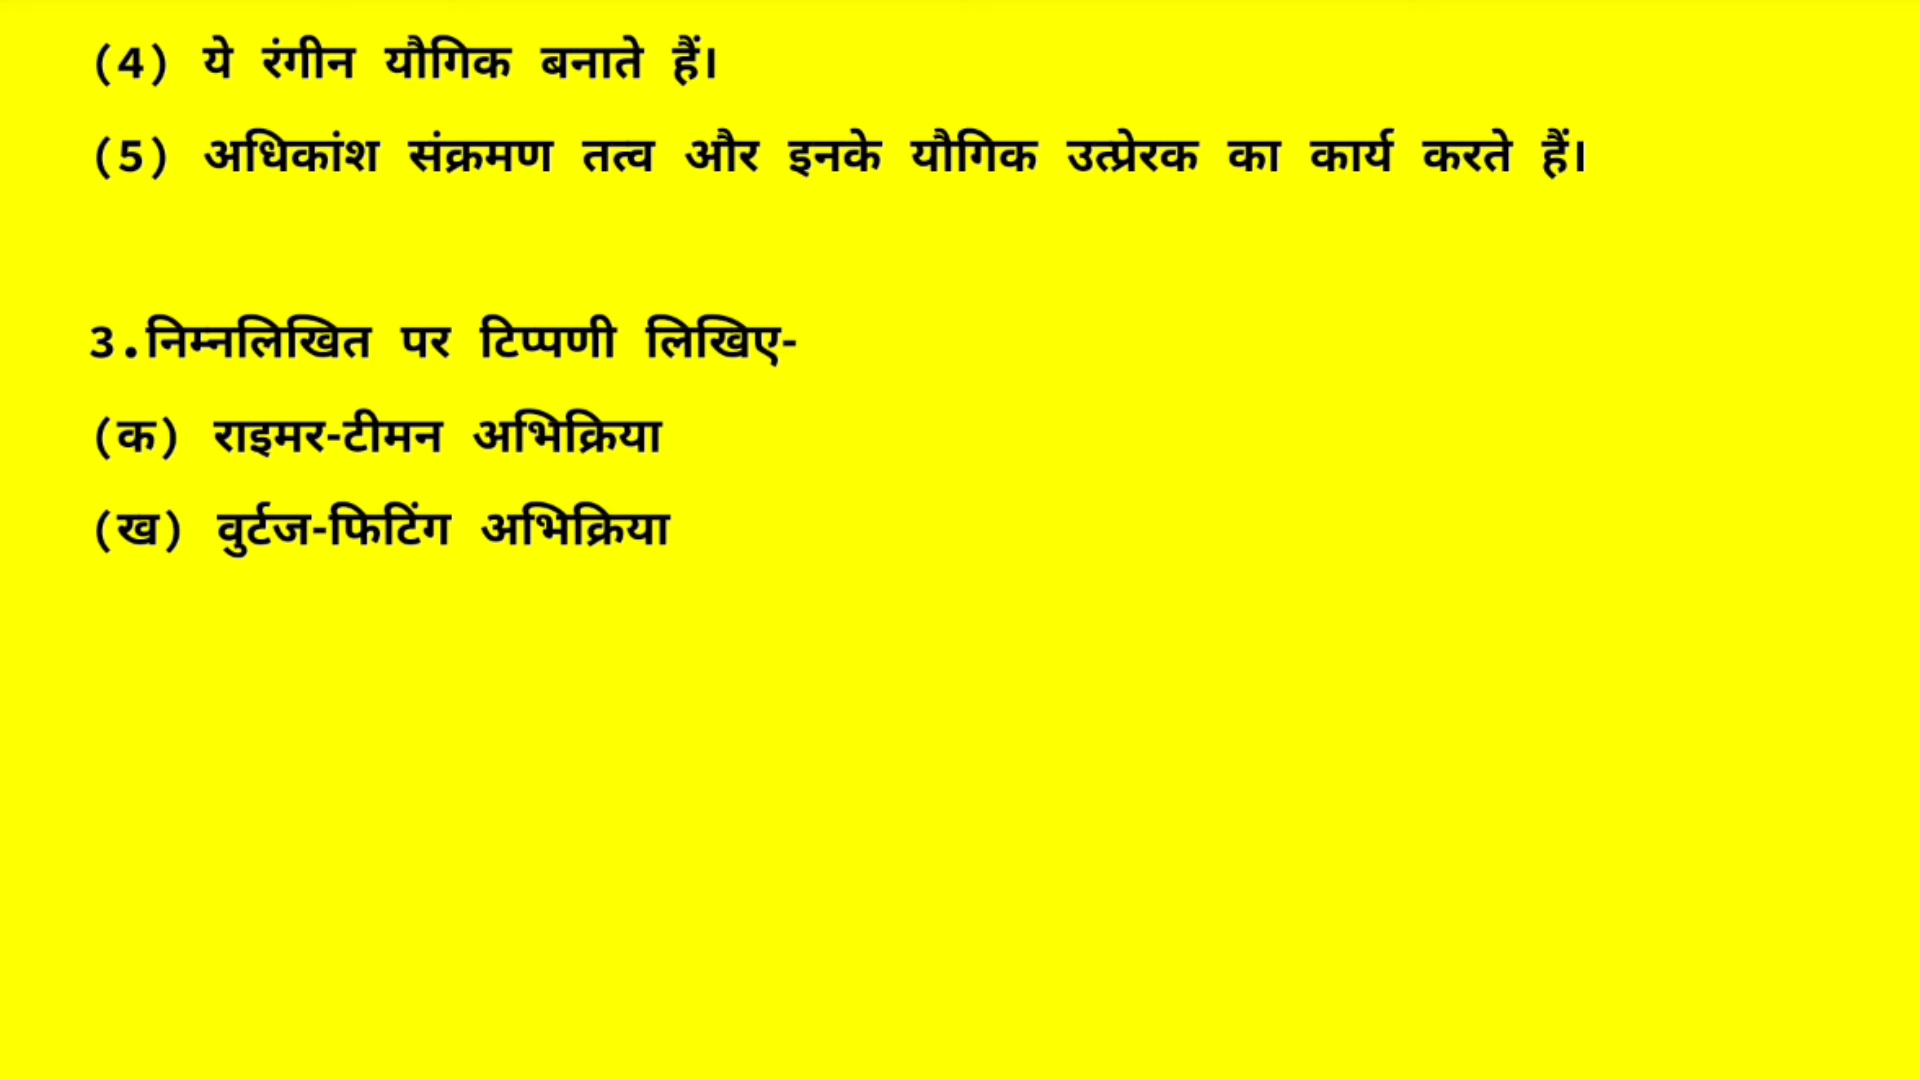 (4) ये रंगीन यौगिक बनाते हैं।
(5) अधिकांश संक्रमण तत्व और इनके यौगिक उत्प्रेरक का कार्य करते हैं।
3.निम्नलिखित पर टिप्पणी लिखिए-
(क) राइमर-टीमन अभिक्रिया
(ख) वुर्टज-फिटिंग अभिक्रिया